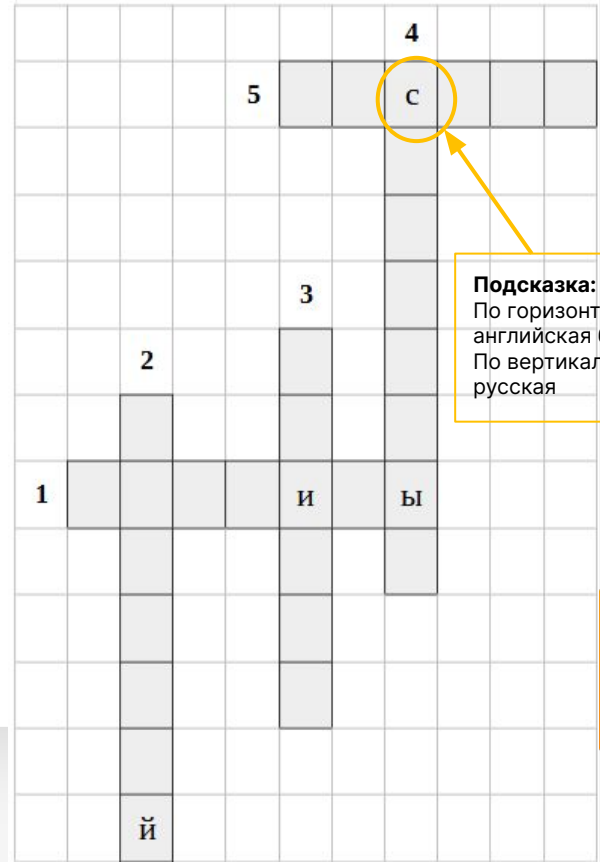 4
5 с
Подсказка:
По горизонт
английская
По вертикал
русская
3
2
1 и ы
й